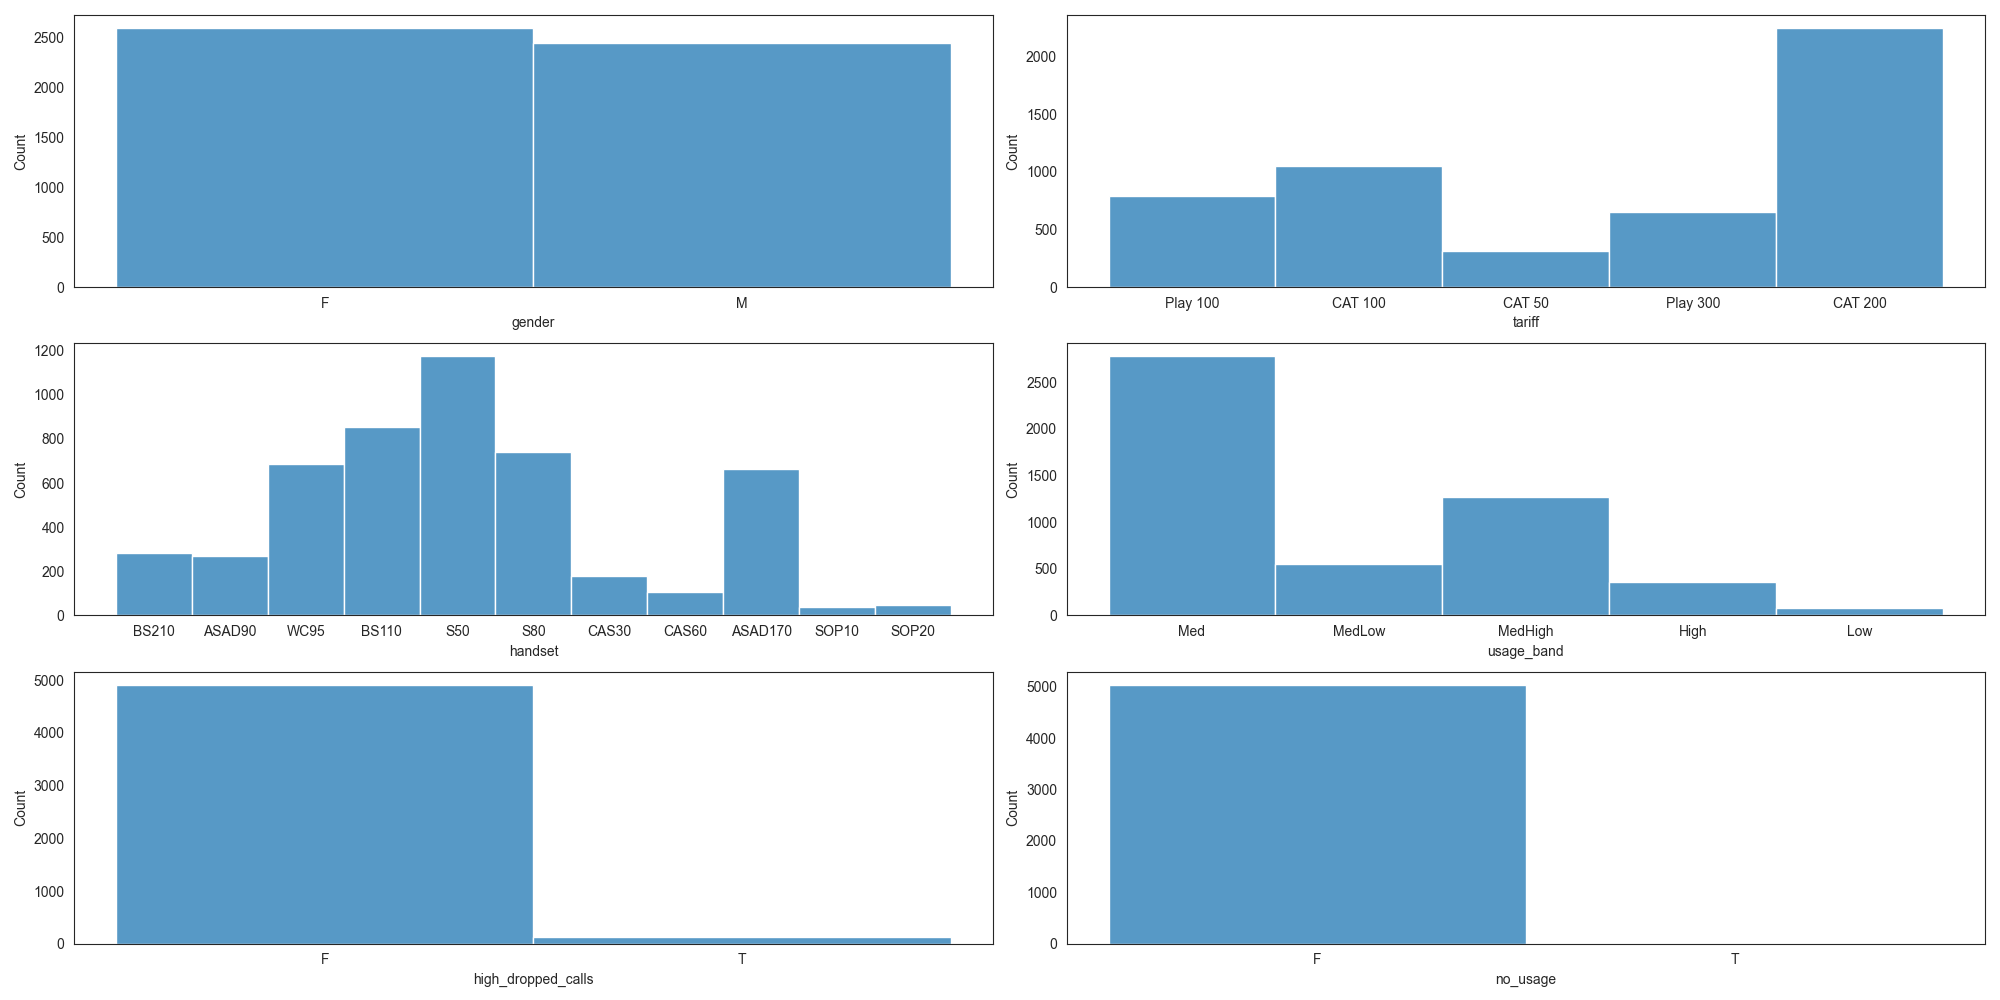 2500
2000
1500
1000
500
0
Count
F M
gender
2000
1500
1000
500
0
Count
Play 100 CAT 100 CAT 50 Play 300 CAT 200
tariff
1200
1000
800
600
400
200
0
Count
BS210 ASAD90 WC95 BS110 S50 S80 CAS30 CAS60 ASAD170 SOP10 SOP20
handset
2500
2000
1500
1000
500
0
Count
Med MedLow MedHigh High Low
usage_band
5000
4000
3000
2000
1000
0
Count
F T
high_dropped_calls
5000
4000
3000
2000
1000
0
Count
F T
no_usage